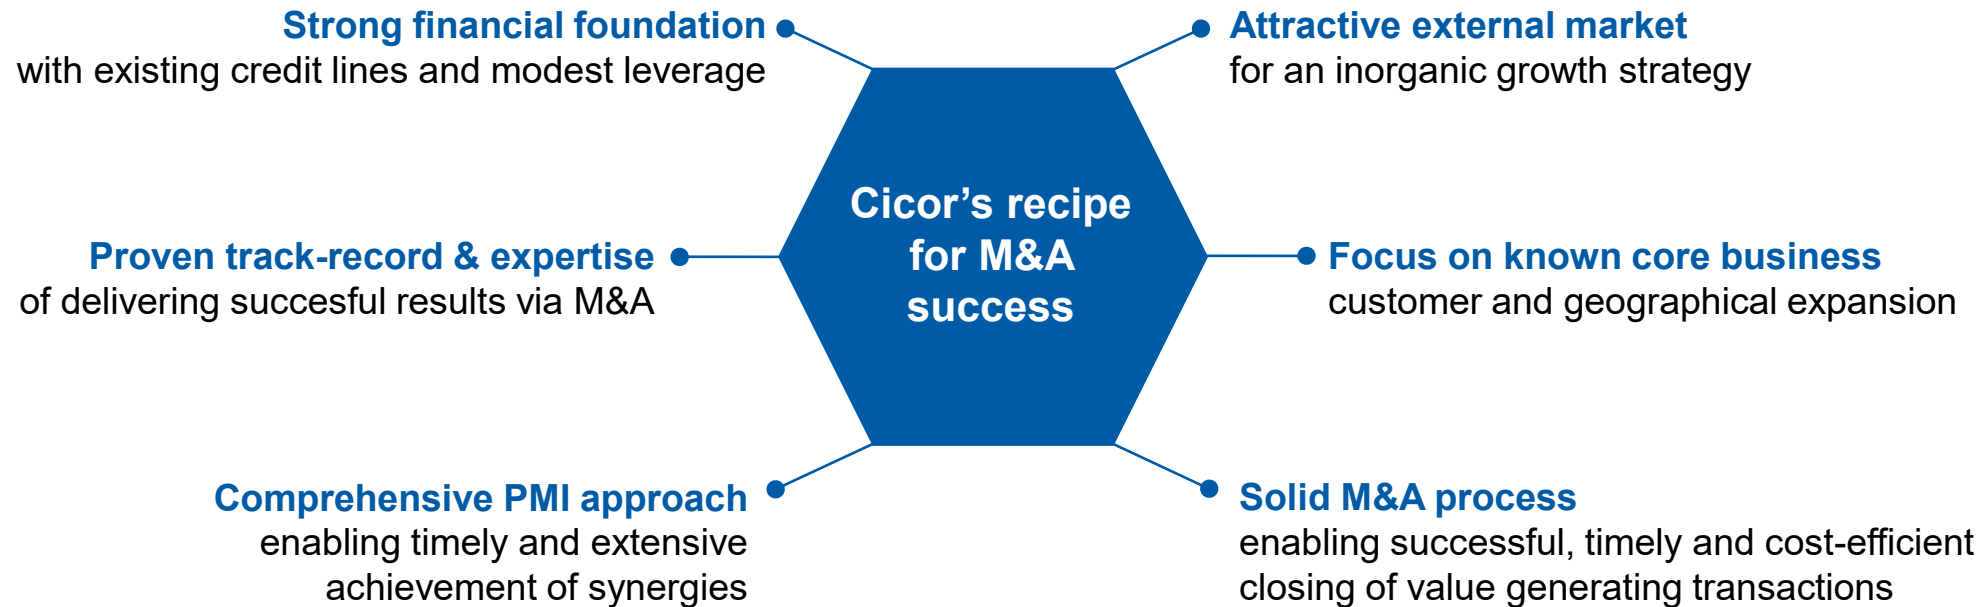 Strong financial foundation
with existing credit lines and modest leverage
Attractive external market
for an inorganic growth strategy
Cicor’s recipe
for M&A
success
Proven track-record & expertise
of delivering succesful results via M&A
Focus on known core business
customer and geographical expansion
Comprehensive PMI approach
enabling timely and extensive
achievement of synergies
Solid M&A process
enabling successful, timely and cost-efficient
closing of value generating transactions